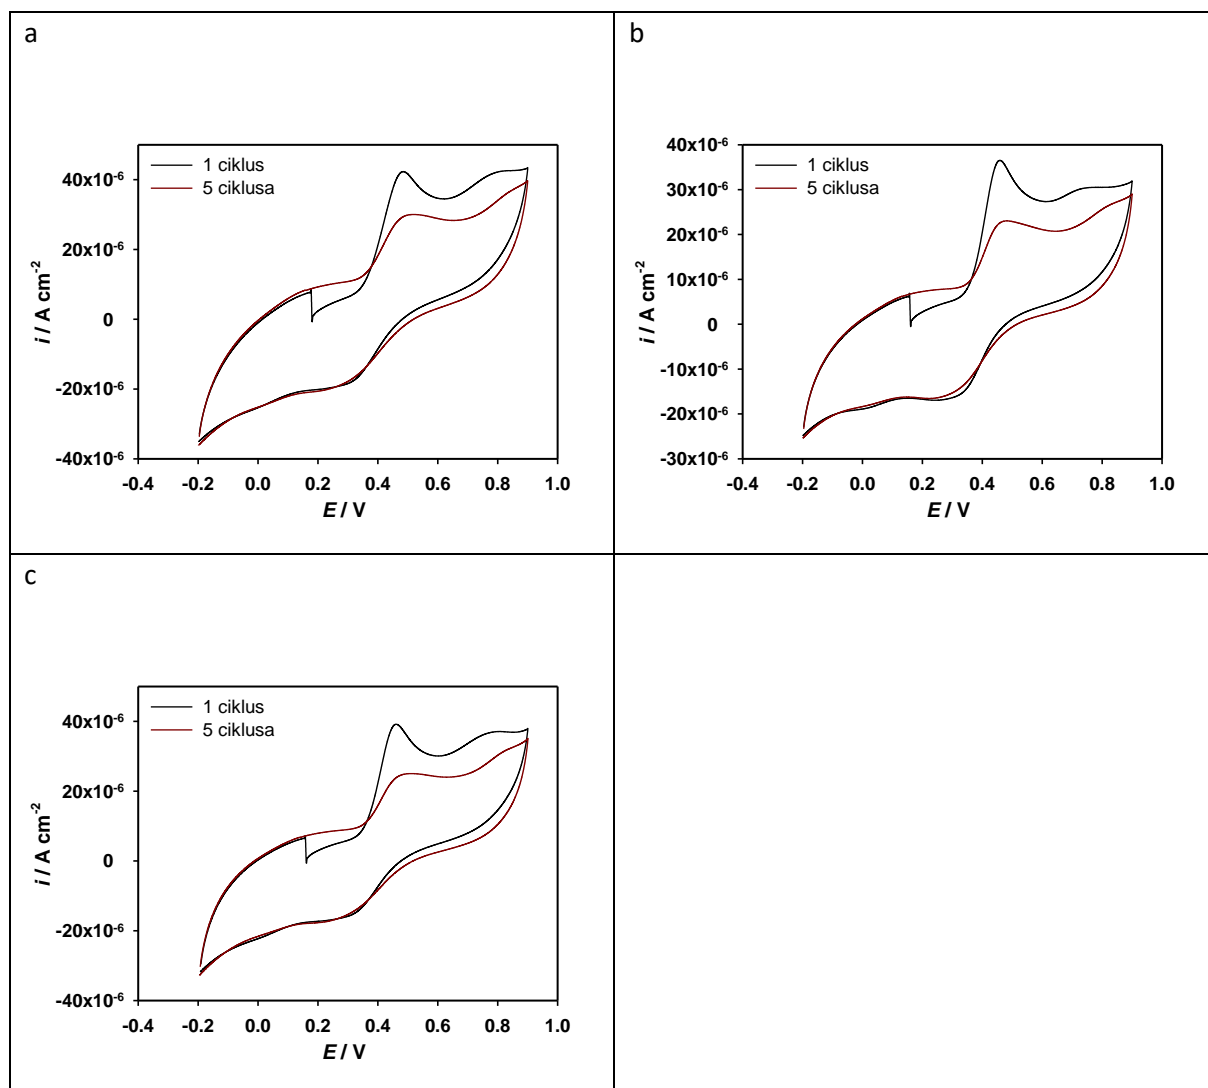 a
1 ciklus
5 ciklusa
40x10⁻⁶
20x10⁻⁶
0
-20x10⁻⁶
-40x10⁻⁶
i / A cm⁻²
-0.4 -0.2 0.0 0.2 0.4 0.6 0.8 1.0
E / V
b
1 ciklus
5 ciklusa
40x10⁻⁶
30x10⁻⁶
20x10⁻⁶
10x10⁻⁶
0
-10x10⁻⁶
-20x10⁻⁶
-30x10⁻⁶
i / A cm⁻²
-0.4 -0.2 0.0 0.2 0.4 0.6 0.8 1.0
E / V
c
1 ciklus
5 ciklusa
40x10⁻⁶
20x10⁻⁶
0
-20x10⁻⁶
-40x10⁻⁶
i / A cm⁻²
-0.4 -0.2 0.0 0.2 0.4 0.6 0.8 1.0
E / V